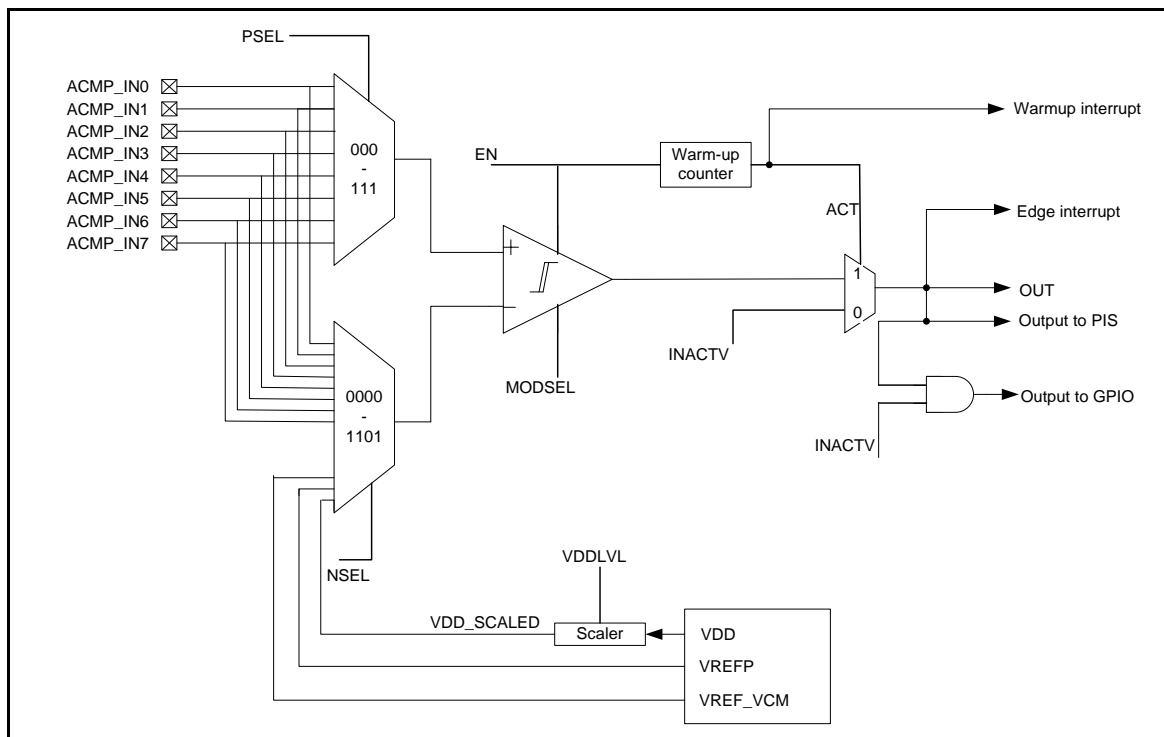 PSEL
ACMP_IN0
ACMP_IN1
ACMP_IN2
ACMP_IN3
ACMP_IN4
ACMP_IN5
ACMP_IN6
ACMP_IN7
000
-
111
EN
Warm-up
counter
Warmup interrupt
ACT
Edge interrupt
+
−
1
0
OUT
Output to PIS
INACTV
MODSEL
Output to GPIO
INACTV
0000
-
1101
NSEL
VDDLVL
VDD_SCALED
Scaler
VDD
VREFP
VREF_VCM